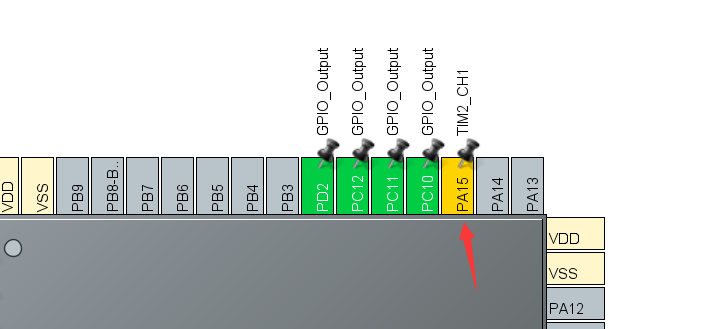 GPIO_Output
GPIO_Output
GPIO_Output
GPIO_Output
TIM2_CH1
VDD
VSS
PB9
PB8-B..
PB7
PB6
PB5
PB4
PB3
PD2
PC12
PC11
PC10
PA15
PA14
PA13
VDD
VSS
PA12